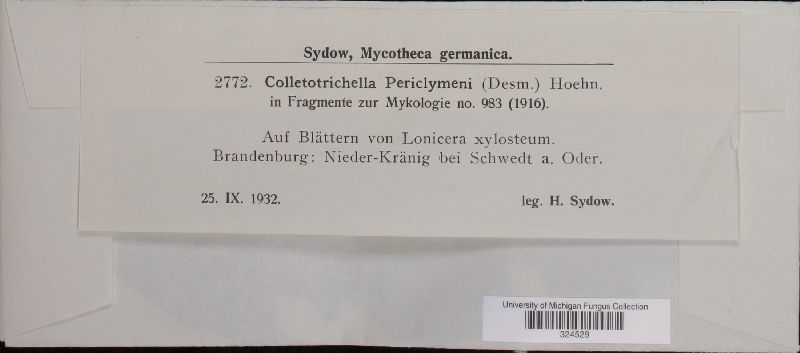 Sydow, Mycotheca germanica.
2772. Colletotrichella Periclymeni (Desm.) Hoehn.
in Fragmente zur Mykologie no. 983 (1916).
Auf Blättern von Lonicera xylosteum.
Brandenburg: Nieder-Kränig bei Schwedt a. Oder.
25. IX. 1932. leg. H. Sydow.
University of Michigan Fungus Collection
324529